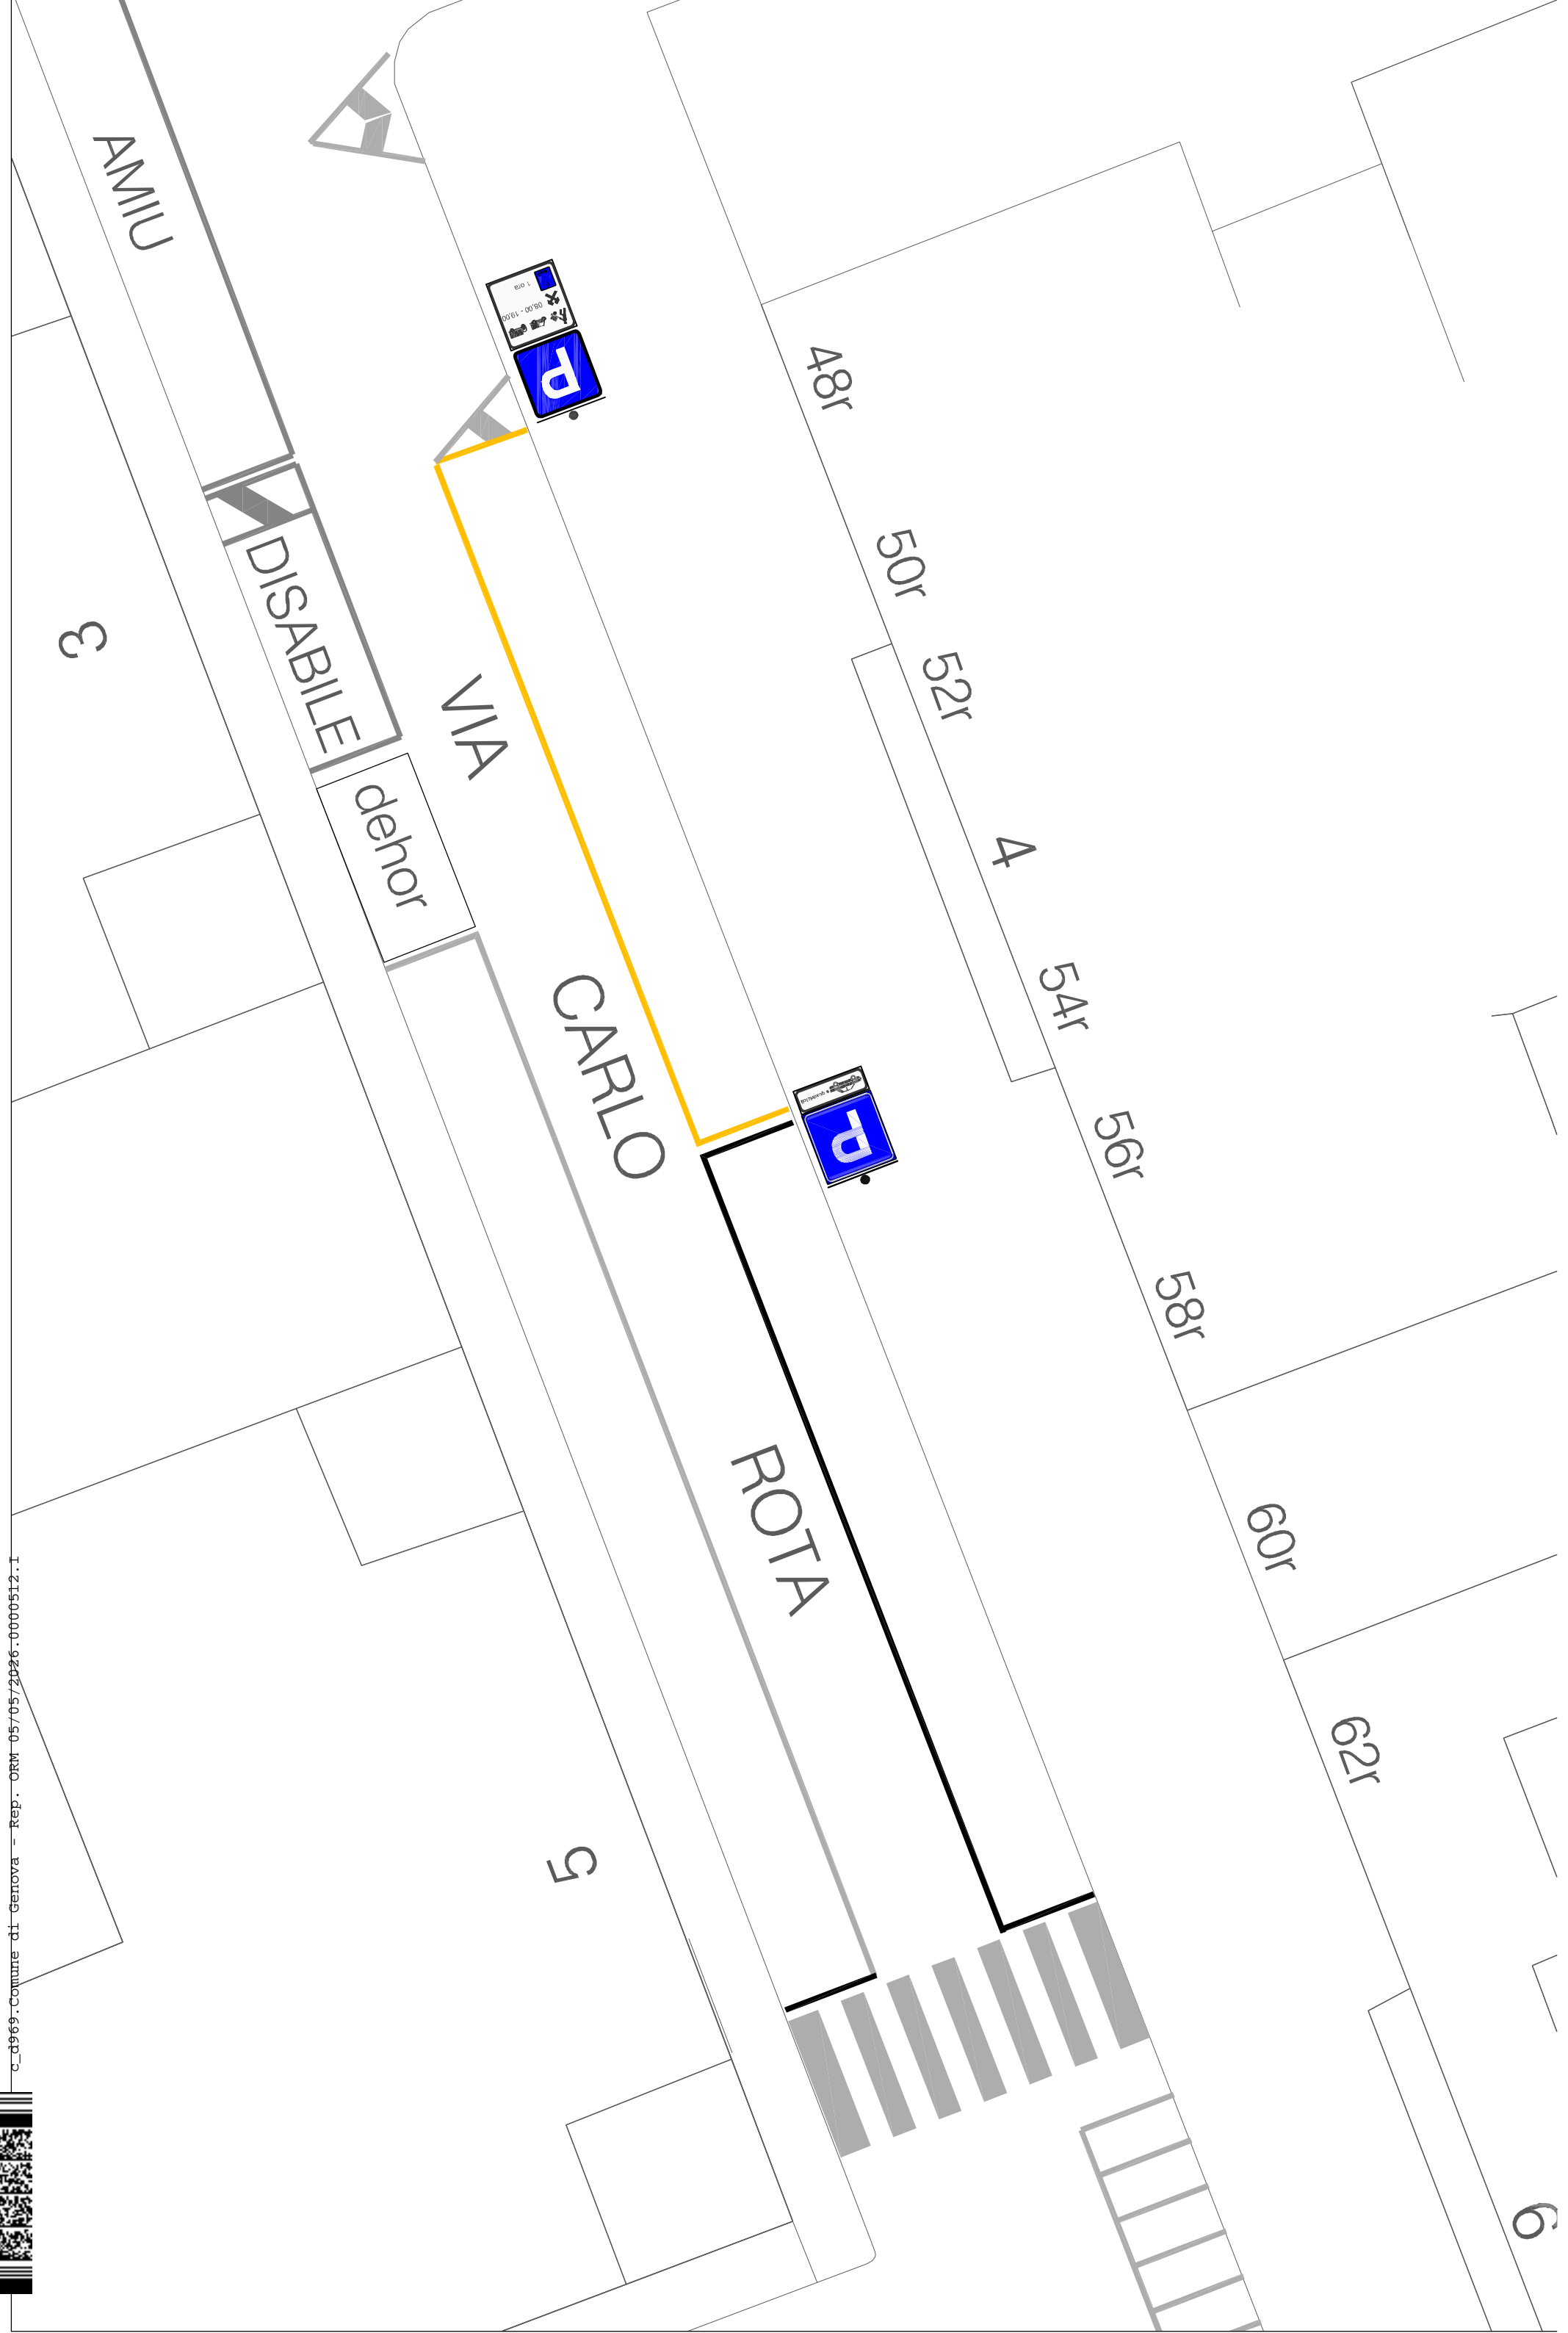 AMIU
1 ora
08.00 - 19.00
P
48r
50r
DISABILE
3
52r
VIA
dehor
4
CARLO
54r
P
56r
58r
ROTA
60r
62r
5
6
c_d969.Comune di Genova - Rep. ORM 05/05/2026.0000512.I